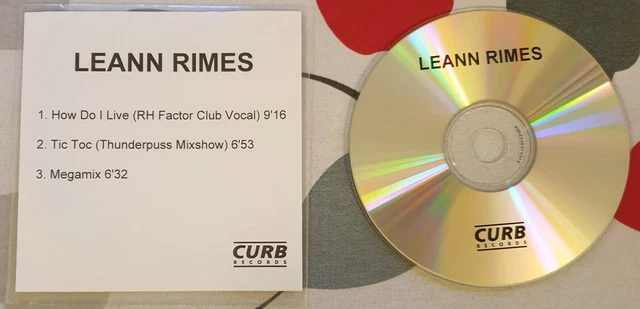 LEANN RIMES
1. How Do I Live (RH Factor Club Vocal) 9'16
2. Tic Toc (Thunderpuss Mixshow) 6'53
3. Megamix 6'32
CURB
RECORDS
LEANN RIMES
CURB
RECORDS